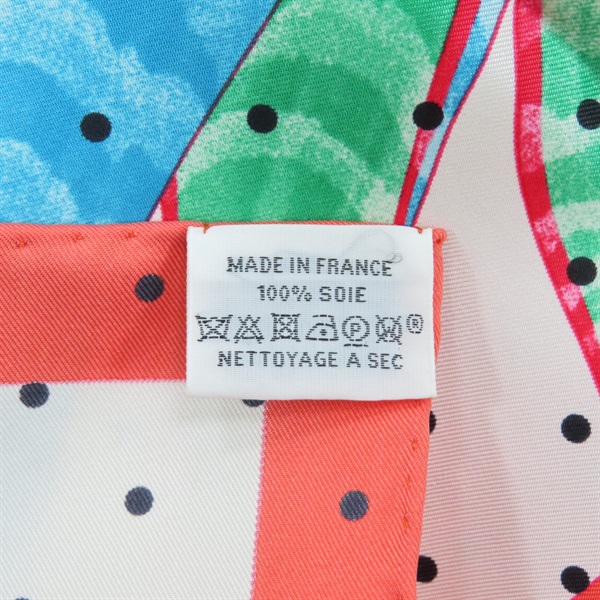 MADE IN FRANCE
100% SOIE
P W ®
NETTOYAGE A SEC